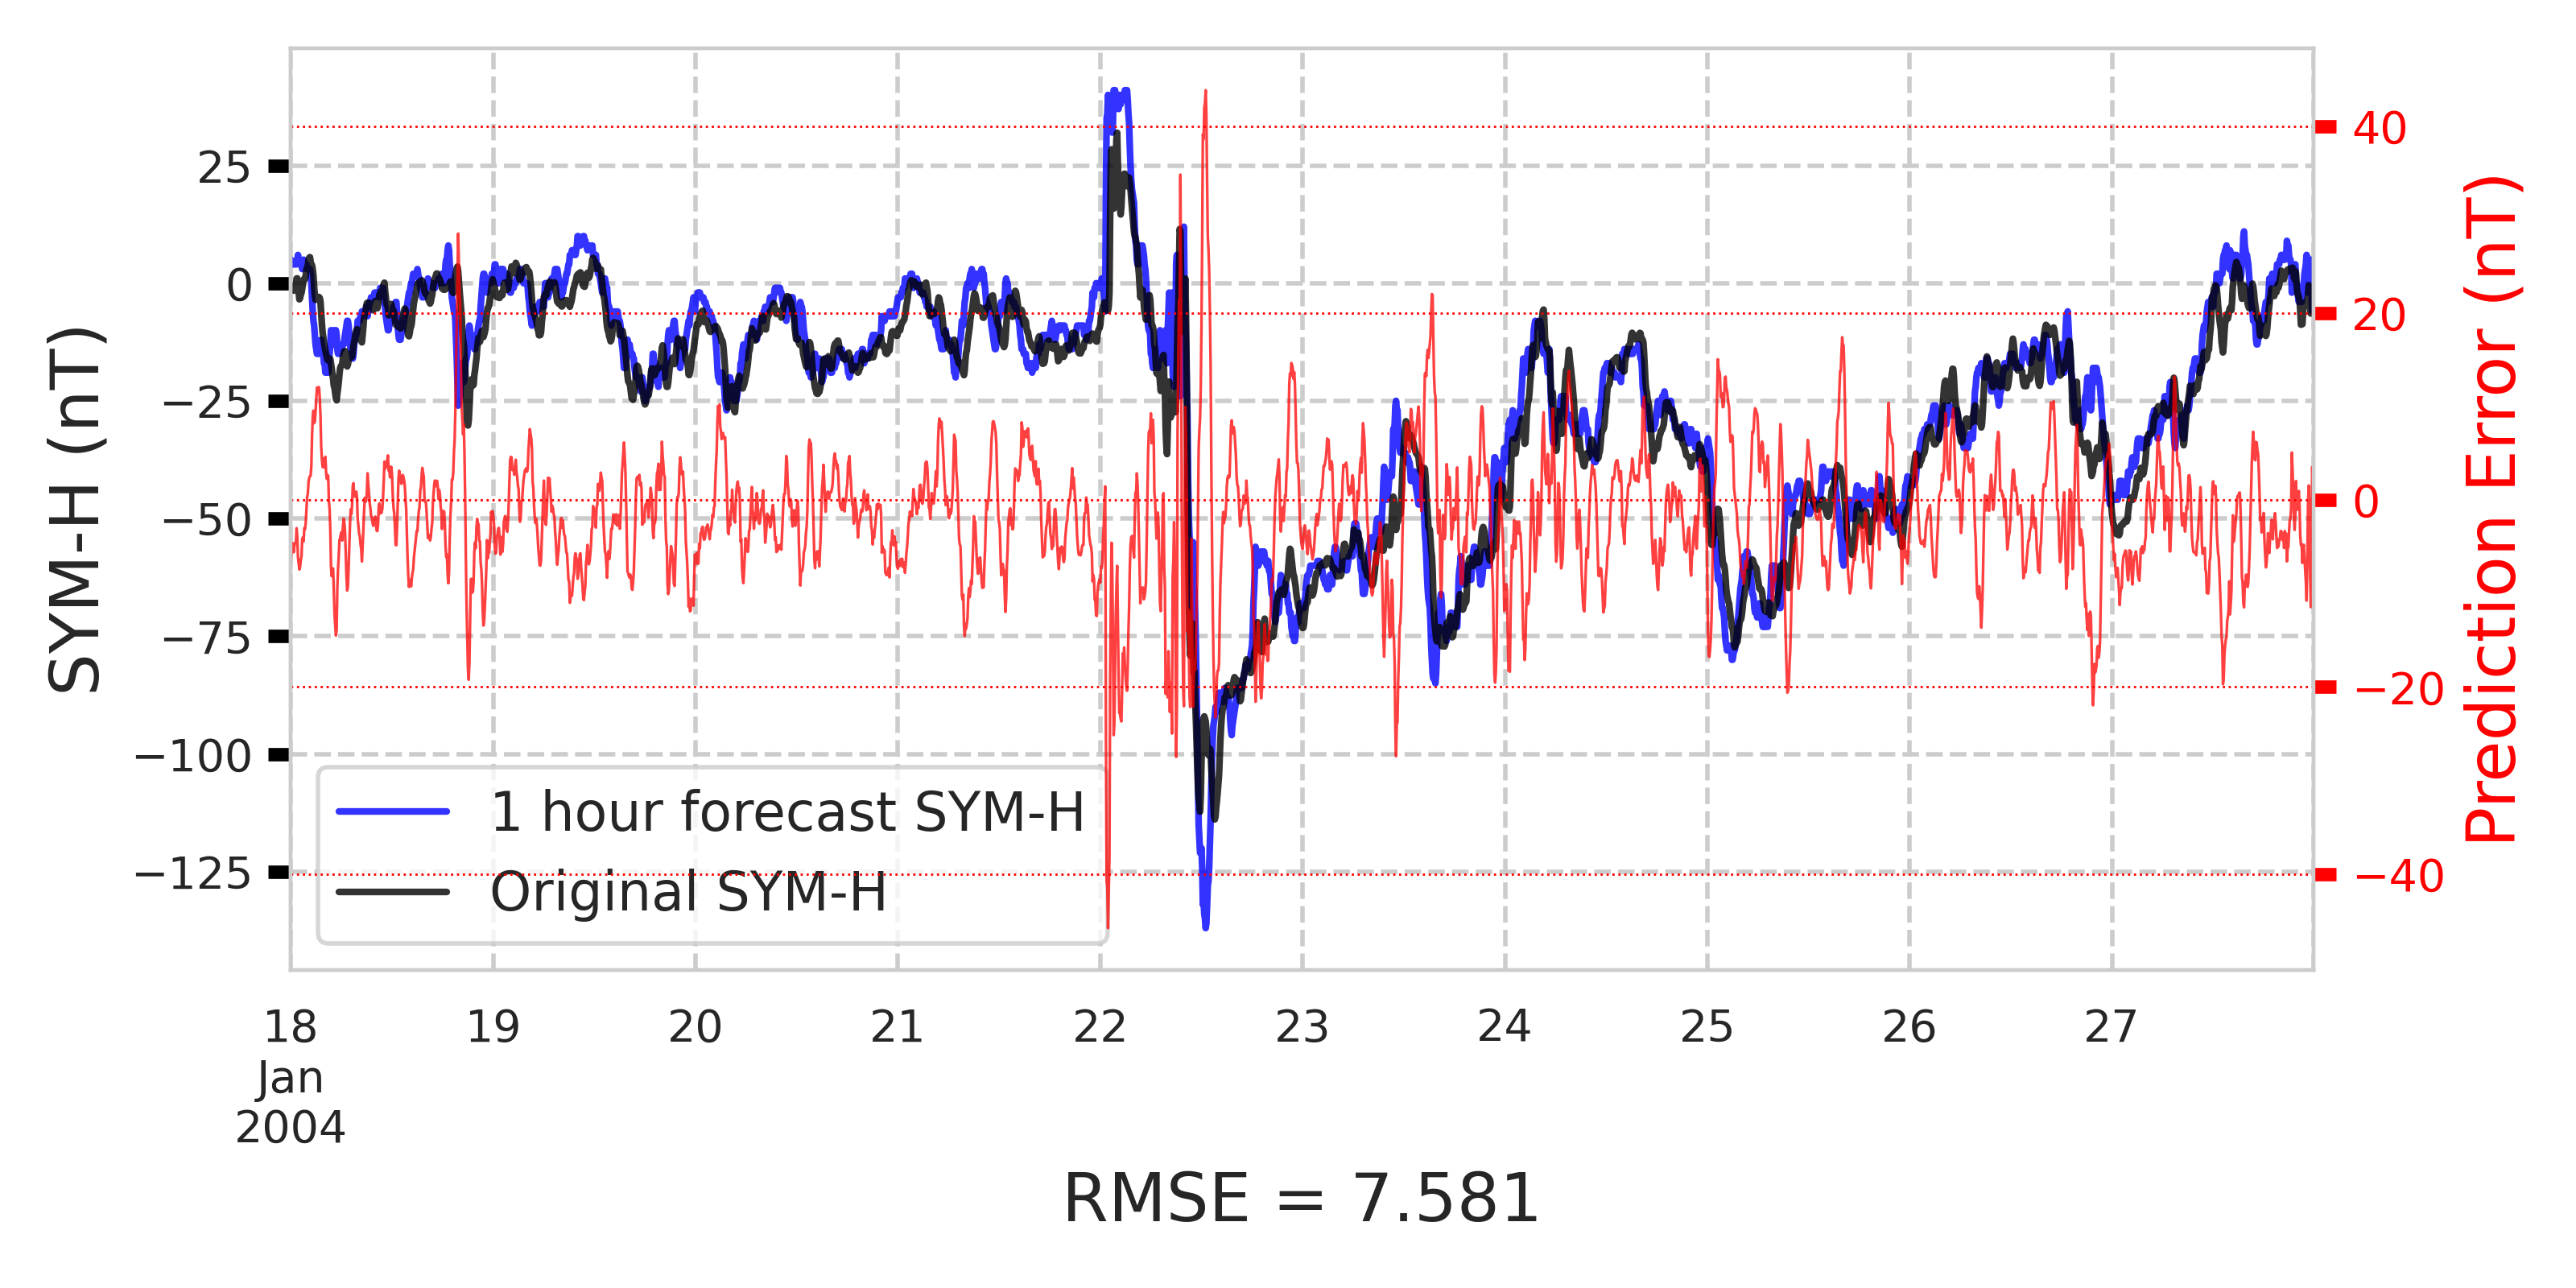 SYM-H (nT)
25
0
−25
−50
−75
−100
−125
1 hour forecast SYM-H
Original SYM-H
40
20
0
−20
−40
Prediction Error (nT)
18 19 20 21 22 23 24 25 26 27
Jan
2004
RMSE = 7.581